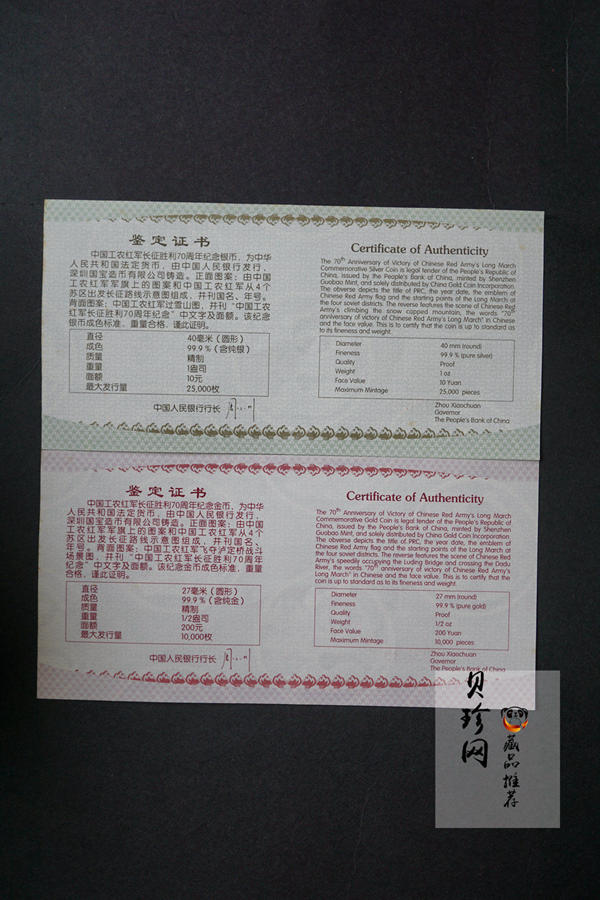 鉴定证书
中国工农红军长征胜利70周年纪念银币，为中华
人民共和国法定货币，由中国人民银行发行，
深圳国宝造币有限公司铸造。正面图案：由中国
工农红军军旗上的图案和中国工农红军从4个
苏区出发长征路线示意图组成，并刊国名、年号。
背面图案：中国工农红军过雪山图，并刊“中国工农
红军长征胜利70周年纪念”中文字及面额。该纪念
银币成色标准，重量合格，谨此证明。
直径 40毫米（圆形）
成色 99.9％（含纯银）
质量 精制
重量 1盎司
面额 10元
最大发行量 25,000枚
中国人民银行行长
Certificate of Authenticity
The 70th Anniversary of Victory of Chinese Red Army's Long March
Commemorative Silver Coin is legal tender of the People's Republic of
China, issued by the People's Bank of China, minted by Shenzhen
Guobao Mint, and solely distributed by China Gold Coin Incorporation.
The obverse depicts the title of PRC, the year date, the emblem of
Chinese Red Army flag and the starting points of the Long March at
the four soviet districts. The reverse features the scene of Chinese Red
Army's climbing the snow capped mountain, the words "70th
anniversary of victory of Chinese Red Army's Long March" in Chinese
and the face value. This is to certify that the coin is up to standard as
to its fineness and weight.
Diameter 40 mm (round)
Fineness 99.9 % (pure silver)
Quality Proof
Weight 1 oz
Face Value 10 Yuan
Maximum Mintage 25,000 pieces
Zhou Xiaochuan
Governor
The People's Bank of China
鉴定证书
中国工农红军长征胜利70周年纪念金币，为中华
人民共和国法定货币，由中国人民银行发行，
深圳国宝造币有限公司铸造。正面图案：由中国
工农红军军旗上的图案和中国工农红军从4个
苏区出发长征路线示意图组成，并刊国名、
年号。背面图案：中国工农红军飞夺泸定桥战斗
场景图，并刊“中国工农红军长征胜利70周年
纪念”中文字及面额。该纪念金币成色标准，重量
合格，谨此证明。
直径 27毫米（圆形）
成色 99.9％（含纯金）
质量 精制
重量 1/2盎司
面额 200元
最大发行量 10,000枚
中国人民银行行长
Certificate of Authenticity
The 70th Anniversary of Victory of Chinese Red Army's Long March
Commemorative Gold Coin is legal tender of the People's Republic of
China, issued by the People's Bank of China, minted by Shenzhen
Guobao Mint, and solely distributed by China Gold Coin Incorporation.
The obverse depicts the title of PRC, the year date, the emblem of
Chinese Red Army flag and the starting points of the Long March at
the four soviet districts. The reverse features the scene of Chinese Red
Army's speedily occupying the Luding Bridge and crossing the Dadu
River, the words "70th anniversary of victory of Chinese Red Army's
Long March" in Chinese and the face value. This is to certify that the
coin is up to standard as to its fineness and weight.
Diameter 27 mm (round)
Fineness 99.9 % (pure gold)
Quality Proof
Weight 1/2 oz
Face Value 200 Yuan
Maximum Mintage 10,000 pieces
Zhou Xiaochuan
Governor
The People's Bank of China
贝珍网
藏品推荐